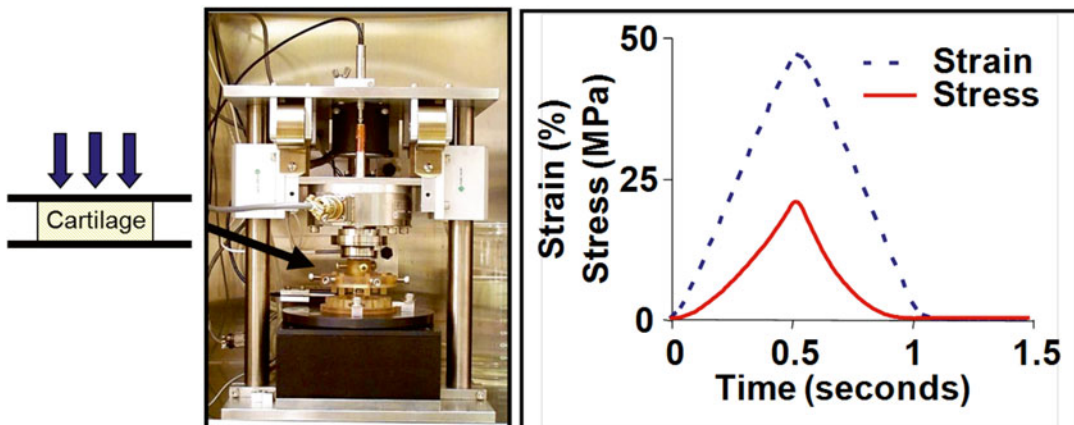 Cartilage
Strain (%)
Stress (MPa)
50
25
0
Strain
Stress
0
0.5
1
1.5
Time (seconds)